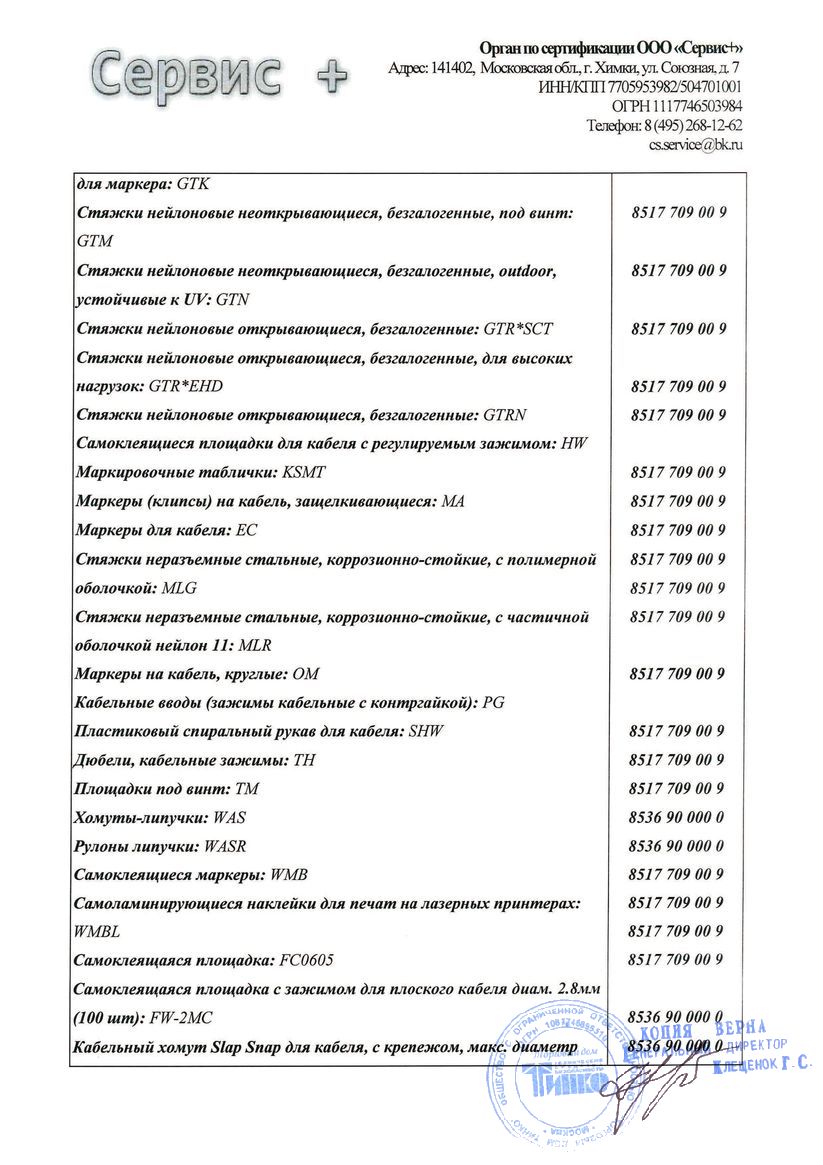 Сервис +
Орган по сертификации ООО «Сервис+»
Адрес: 141402, Московская обл., г. Химки, ул. Союзная, д. 7
ИНН/КПП 7705953982/504701001
ОГРН 1117746503984
Телефон: 8 (495) 268-12-62
cs.service@bk.ru
для маркера: GTK
Стяжки нейлоновые неоткрывающиеся, безгалогенные, под винт: 8517 709 00 9
GTM
Стяжки нейлоновые неоткрывающиеся, безгалогенные, outdoor, 8517 709 00 9
устойчивые к UV: GTN
Стяжки нейлоновые открывающиеся, безгалогенные: GTR*SCT 8517 709 00 9
Стяжки нейлоновые открывающиеся, безгалогенные, для высоких
нагрузок: GTR*EHD 8517 709 00 9
Стяжки нейлоновые открывающиеся, безгалогенные: GTRN 8517 709 00 9
Самоклеящиеся площадки для кабеля с регулируемым зажимом: HW
Маркировочные таблички: KSMT 8517 709 00 9
Маркеры (клипсы) на кабель, защелкивающиеся: MA 8517 709 00 9
Маркеры для кабеля: EC 8517 709 00 9
Стяжки неразъемные стальные, коррозионно-стойкие, с полимерной 8517 709 00 9
оболочкой: MLG 8517 709 00 9
Стяжки неразъемные стальные, коррозионно-стойкие, с частичной 8517 709 00 9
оболочкой нейлон 11: MLR
Маркеры на кабель, круглые: OM 8517 709 00 9
Кабельные вводы (зажимы кабельные с контргайкой): PG
Пластиковый спиральный рукав для кабеля: SHW 8517 709 00 9
Дюбели, кабельные зажимы: TH 8517 709 00 9
Площадки под винт: TM 8517 709 00 9
Хомуты-липучки: WAS 8536 90 000 0
Рулоны липучки: WASR 8536 90 000 0
Самоклеящиеся маркеры: WMB 8517 709 00 9
Самоламинирующиеся наклейки для печат на лазерных принтерах: 8517 709 00 9
WMBL 8517 709 00 9
Самоклеящаяся площадка: FC0605 8517 709 00 9
Самоклеящаяся площадка с зажимом для плоского кабеля диам. 2.8мм
(100 шт): FW-2MC 8536 90 000 0
Кабельный хомут Slap Snap для кабеля, с крепежом, макс. диаметр 8536 90 000 0
КОПИЯ ВЕРНА
ГЕНЕРАЛЬНЫЙ ДИРЕКТОР
КЛЕЩЕНОК Г.С.
Торговый дом
ТИНКО
МОСКВА